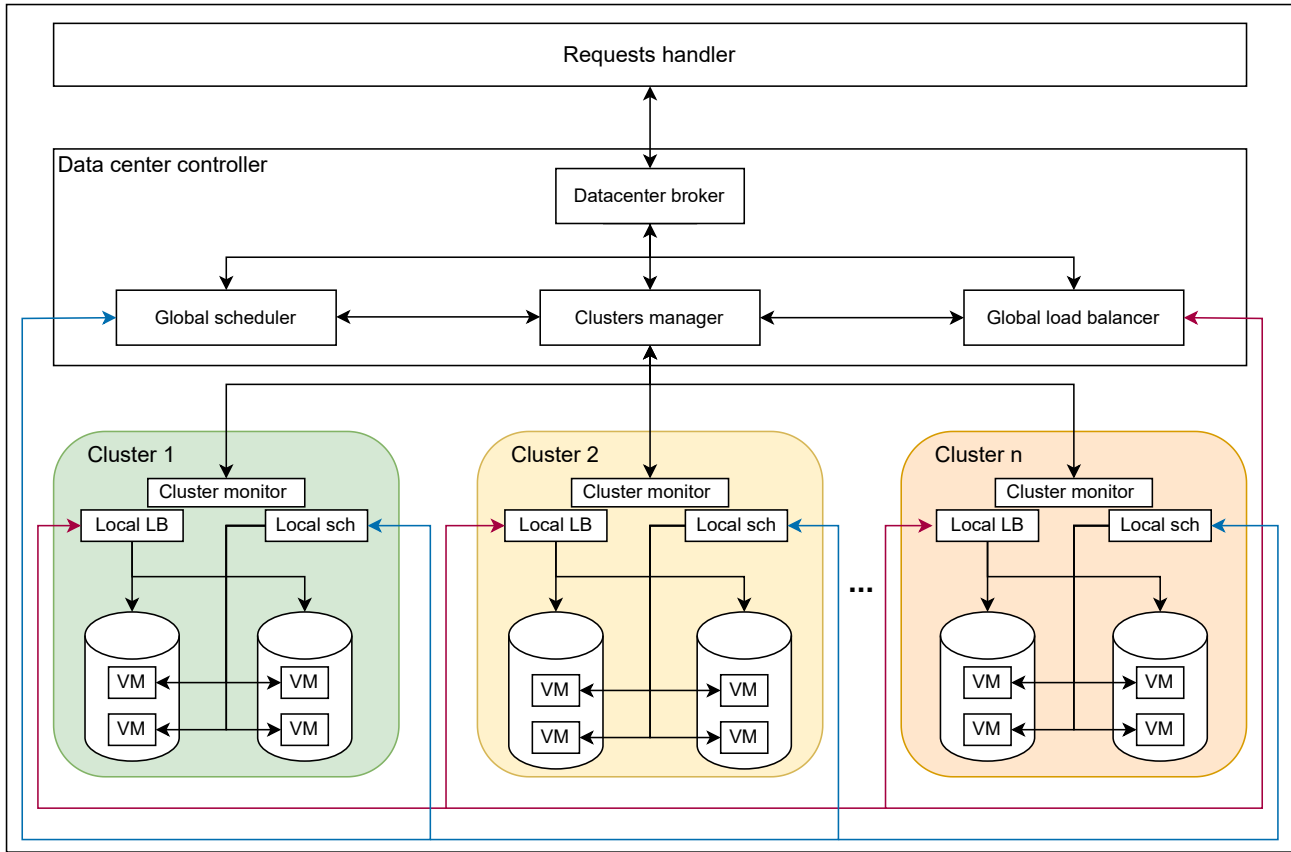 Requests handler
Data center controller
Datacenter broker
Global scheduler
Clusters manager
Global load balancer
Cluster 1
Cluster monitor
Local LB
Local sch
VM
VM
VM
VM
Cluster 2
Cluster monitor
Local LB
Local sch
VM
VM
VM
VM
...
Cluster n
Cluster monitor
Local LB
Local sch
VM
VM
VM
VM